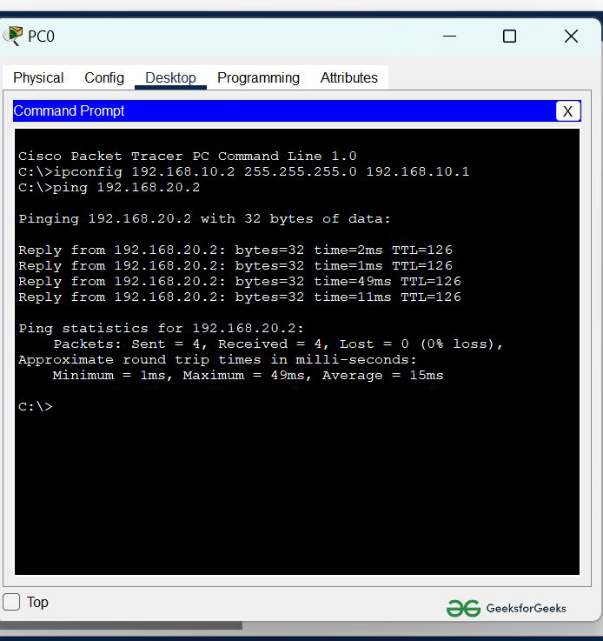 PC0
Physical Config Desktop Programming Attributes
Command Prompt
X
Cisco Packet Tracer PC Command Line 1.0
C:\>ipconfig 192.168.10.2 255.255.255.0 192.168.10.1
C:\>ping 192.168.20.2
Pinging 192.168.20.2 with 32 bytes of data:
Reply from 192.168.20.2: bytes=32 time=2ms TTL=126
Reply from 192.168.20.2: bytes=32 time=1ms TTL=126
Reply from 192.168.20.2: bytes=32 time=49ms TTL=126
Reply from 192.168.20.2: bytes=32 time=11ms TTL=126
Ping statistics for 192.168.20.2:
Packets: Sent = 4, Received = 4, Lost = 0 (0% loss),
Approximate round trip times in milli-seconds:
Minimum = 1ms, Maximum = 49ms, Average = 15ms
C:\>
Top
GeeksforGeeks